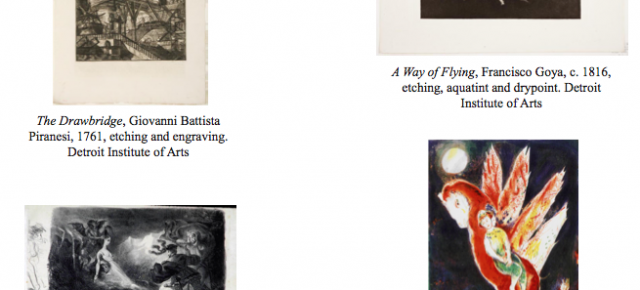 The Drawbridge, Giovanni Battista
Piranesi, 1761, etching and engraving.
Detroit Institute of Arts
A Way of Flying, Francisco Goya, c. 1816,
etching, aquatint and drypoint. Detroit
Institute of Arts